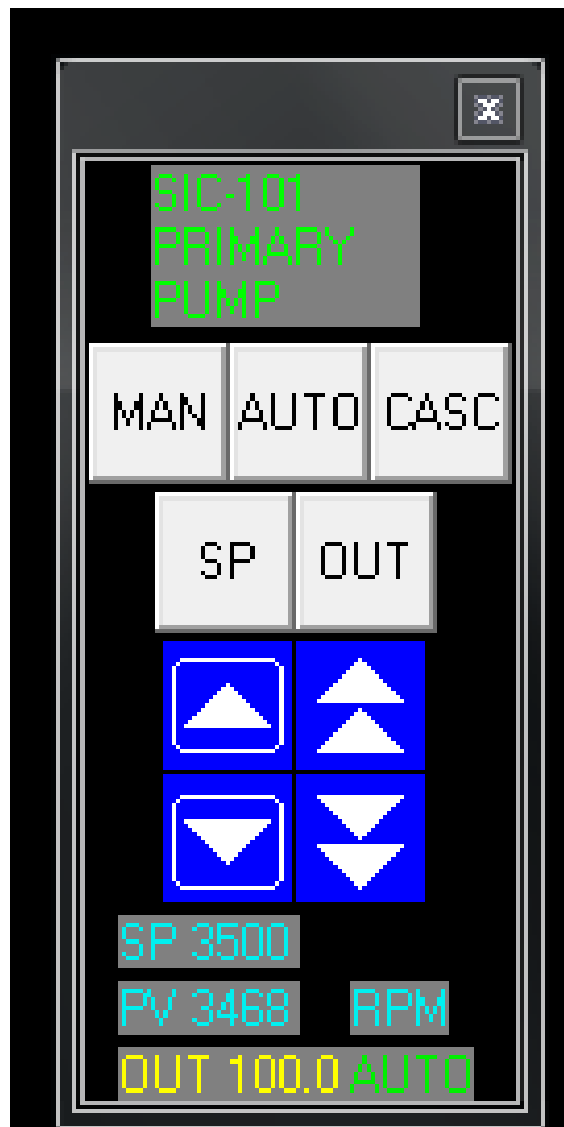 X
SIC-101
PRIMARY
PUMP
MAN AUTO CASC
SP OUT
SP 3500
PV 3468 RPM
OUT 100.0 AUTO